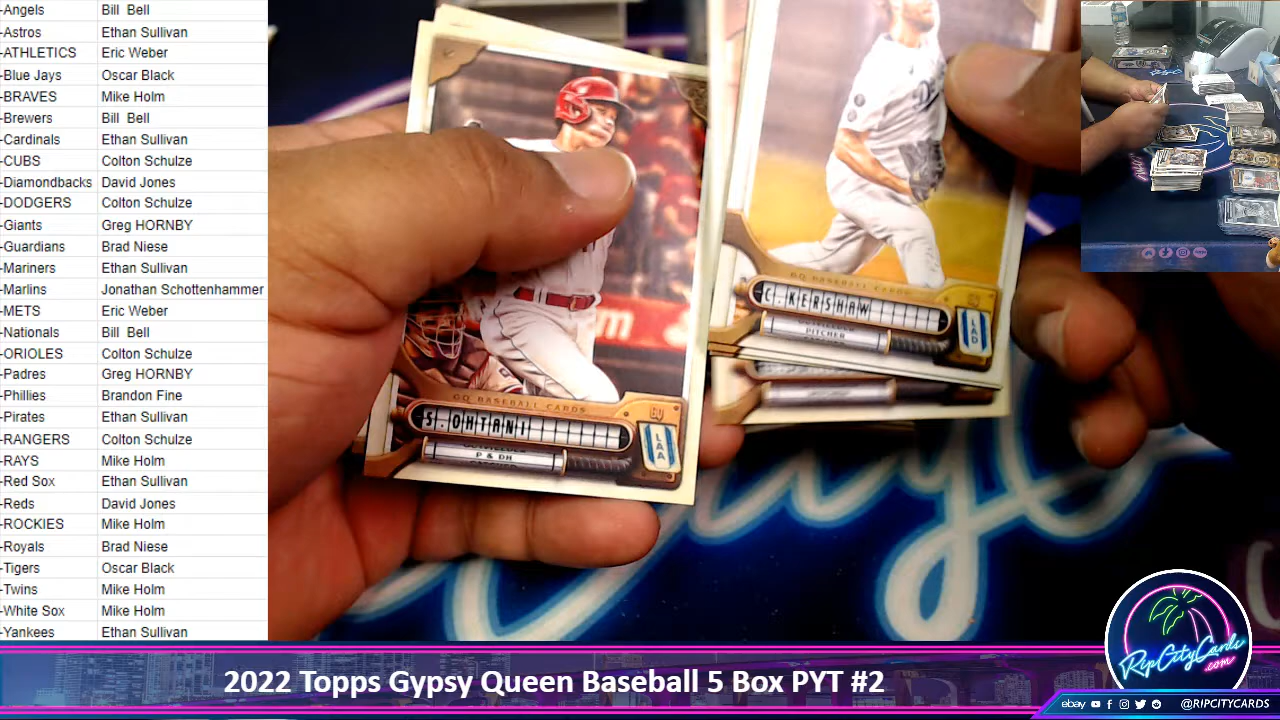 -Angels Bill Bell
-Astros Ethan Sullivan
-ATHLETICS Eric Weber
-Blue Jays Oscar Black
-BRAVES Mike Holm
-Brewers Bill Bell
-Cardinals Ethan Sullivan
-CUBS Colton Schulze
-Diamondbacks David Jones
-DODGERS Colton Schulze
-Giants Greg HORNBY
-Guardians Brad Niese
-Mariners Ethan Sullivan
-Marlins Jonathan Schottenhammer
-METS Eric Weber
-Nationals Bill Bell
-ORIOLES Colton Schulze
-Padres Greg HORNBY
-Phillies Brandon Fine
-Pirates Ethan Sullivan
-RANGERS Colton Schulze
-RAYS Mike Holm
-Red Sox Ethan Sullivan
-Reds David Jones
-ROCKIES Mike Holm
-Royals Brad Niese
-Tigers Oscar Black
-Twins Mike Holm
-White Sox Mike Holm
-Yankees Ethan Sullivan
GQ BASEBALL CARDS
S. OHTANI
P & DH
LAA
GQ BASEBALL CARDS
C. KERSHAW
PITCHER
LAD
2022 Topps Gypsy Queen Baseball 5 Box PYT #2
RipCityCards
.com
ebay @RIPCITYCARDS